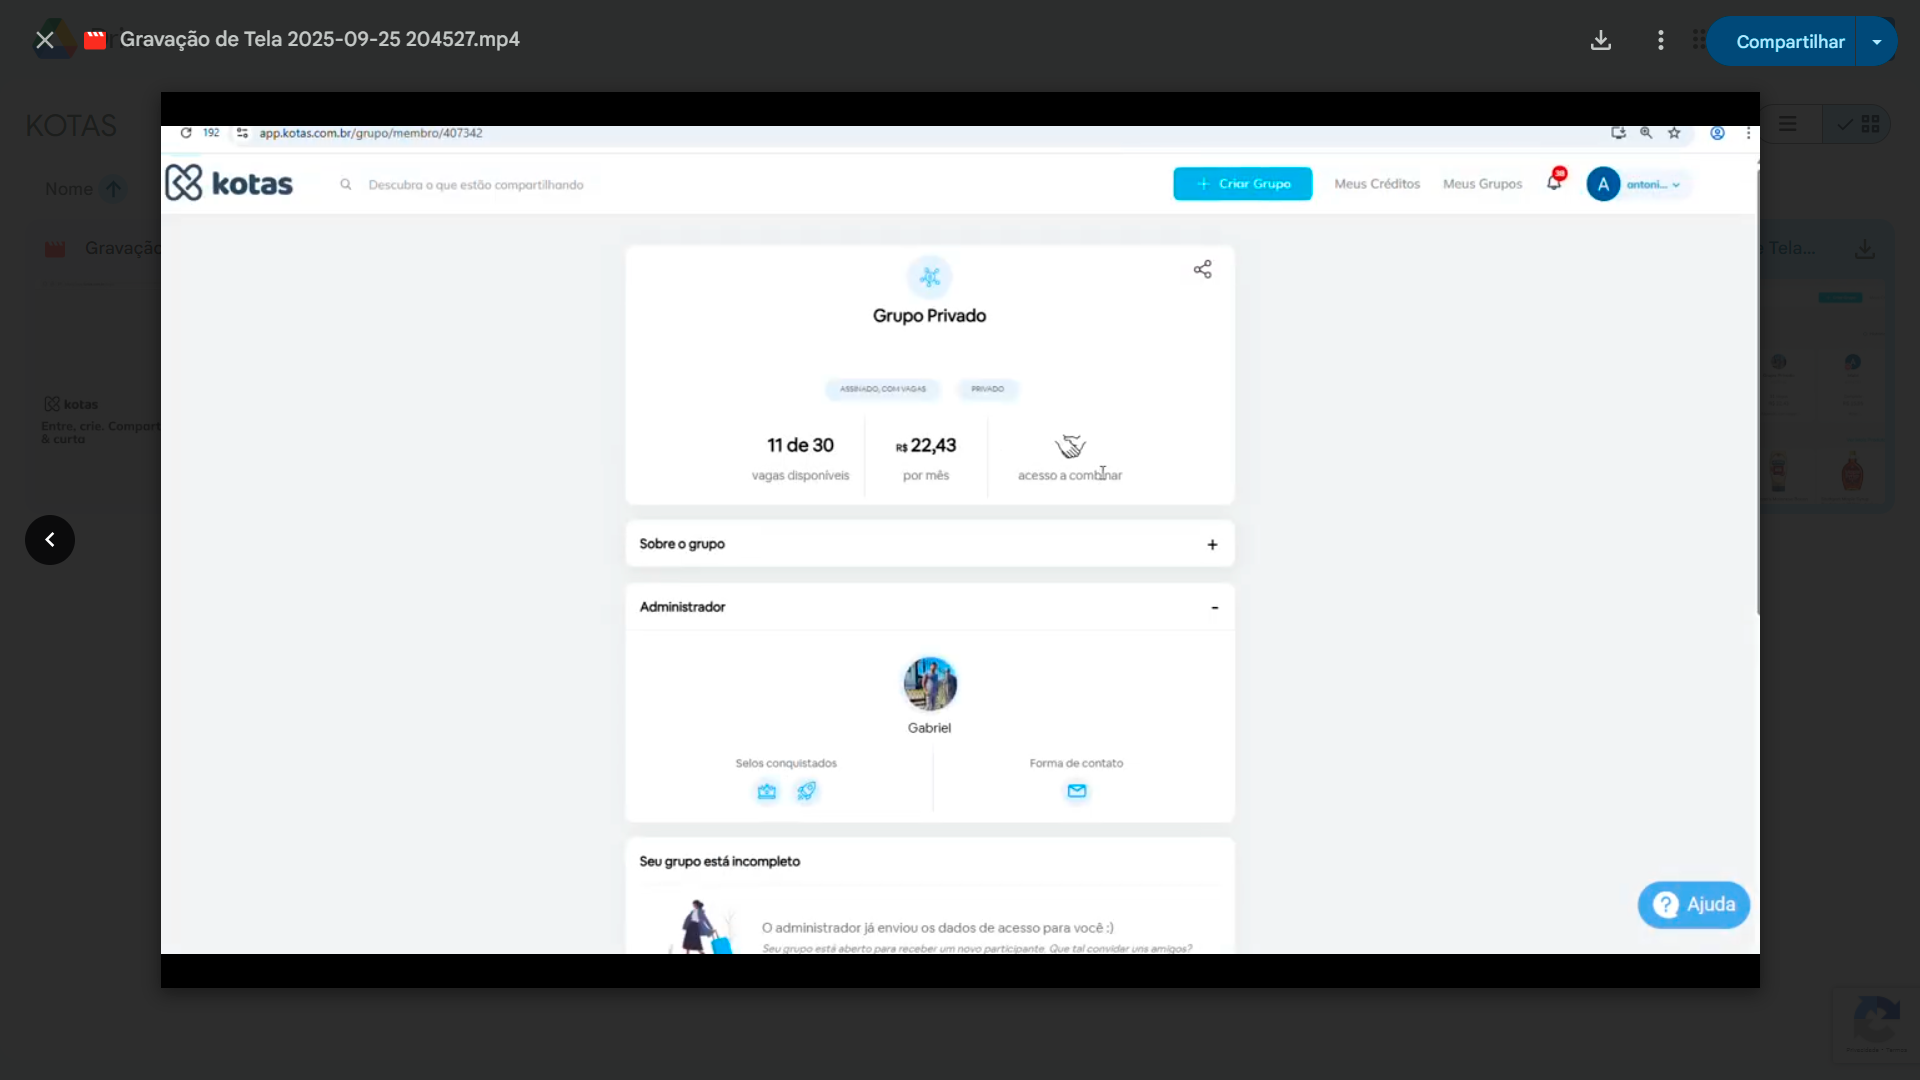 Gravação de Tela 2025-09-25 204527.mp4
Compartilhar
KOTAS
192
app.kotas.com.br/grupo/membro/407342
kotas
Descubra o que estão compartilhando
Criar Grupo
Meus Créditos
Meus Grupos
38
A
antoni...
Nome
Gravação
Tela...
Grupo Privado
ASSINADO, COM VAGAS
PRIVADO
11 de 30
R$ 22,43
vagas disponíveis
por mês
acesso a combinar
kotas
Entre, crie. Compart
& curta
Sobre o grupo
+
Administrador
-
Gabriel
Selos conquistados
Forma de contato
Seu grupo está incompleto
O administrador já enviou os dados de acesso para você :)
Seu grupo está aberto para receber um novo participante. Que tal convidar uns amigos?
? Ajuda